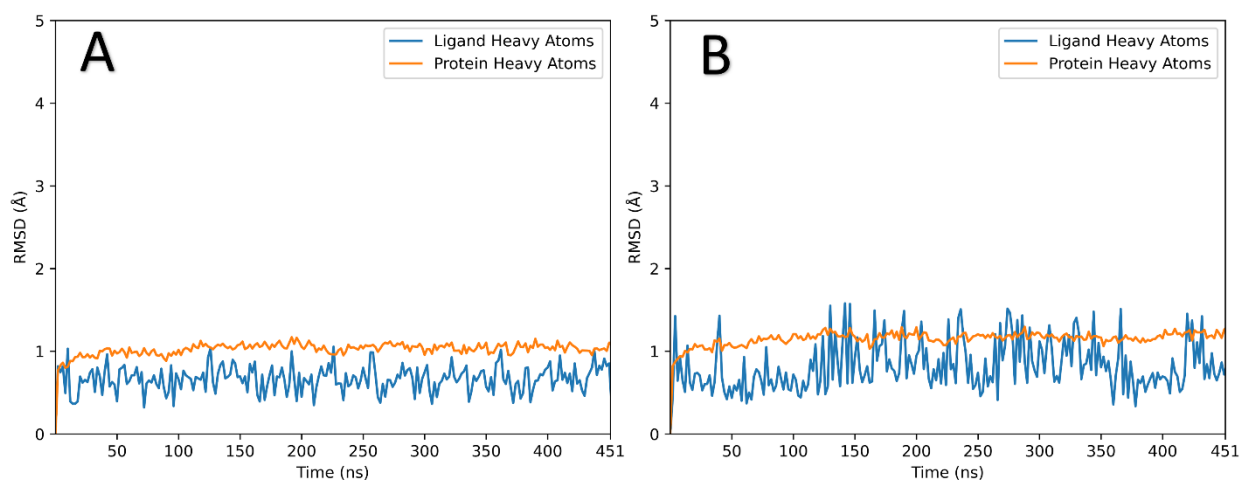 A
Ligand Heavy Atoms
Protein Heavy Atoms
RMSD (Å)
5
4
3
2
1
0
50 100 150 200 250 300 350 400 451
Time (ns)
B
Ligand Heavy Atoms
Protein Heavy Atoms
RMSD (Å)
5
4
3
2
1
0
50 100 150 200 250 300 350 400 451
Time (ns)